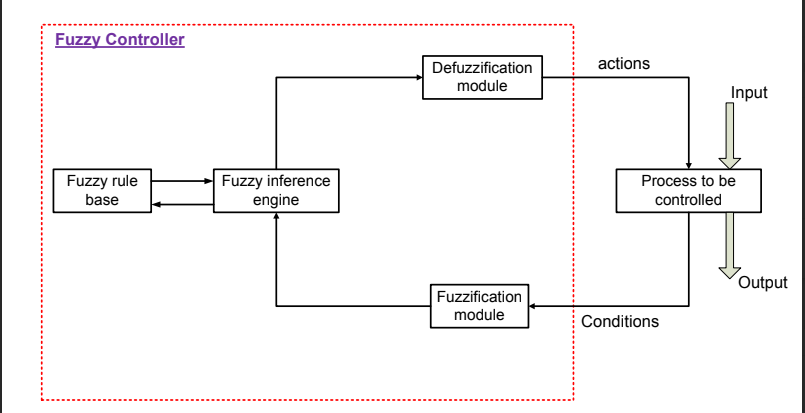 Fuzzy Controller
Defuzzification
module
actions
Input
Fuzzy rule
base
Fuzzy inference
engine
Process to be
controlled
Output
Fuzzification
module
Conditions